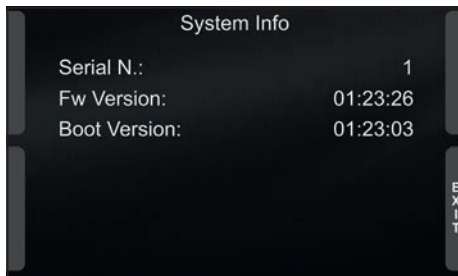 System Info
Serial N.: 1
Fw Version: 01:23:26
Boot Version: 01:23:03
EXIT